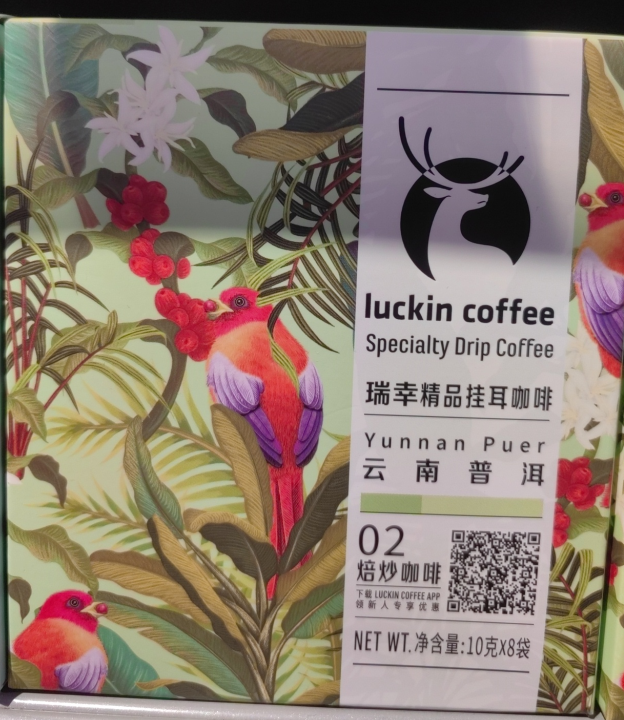 luckin coffee
Specialty Drip Coffee
瑞幸精品挂耳咖啡
Yunnan Puer
云南普洱
02
焙炒咖啡
下载 LUCKIN COFFEE APP
领新人专享优惠
NET WT. 净含量:10克x8袋